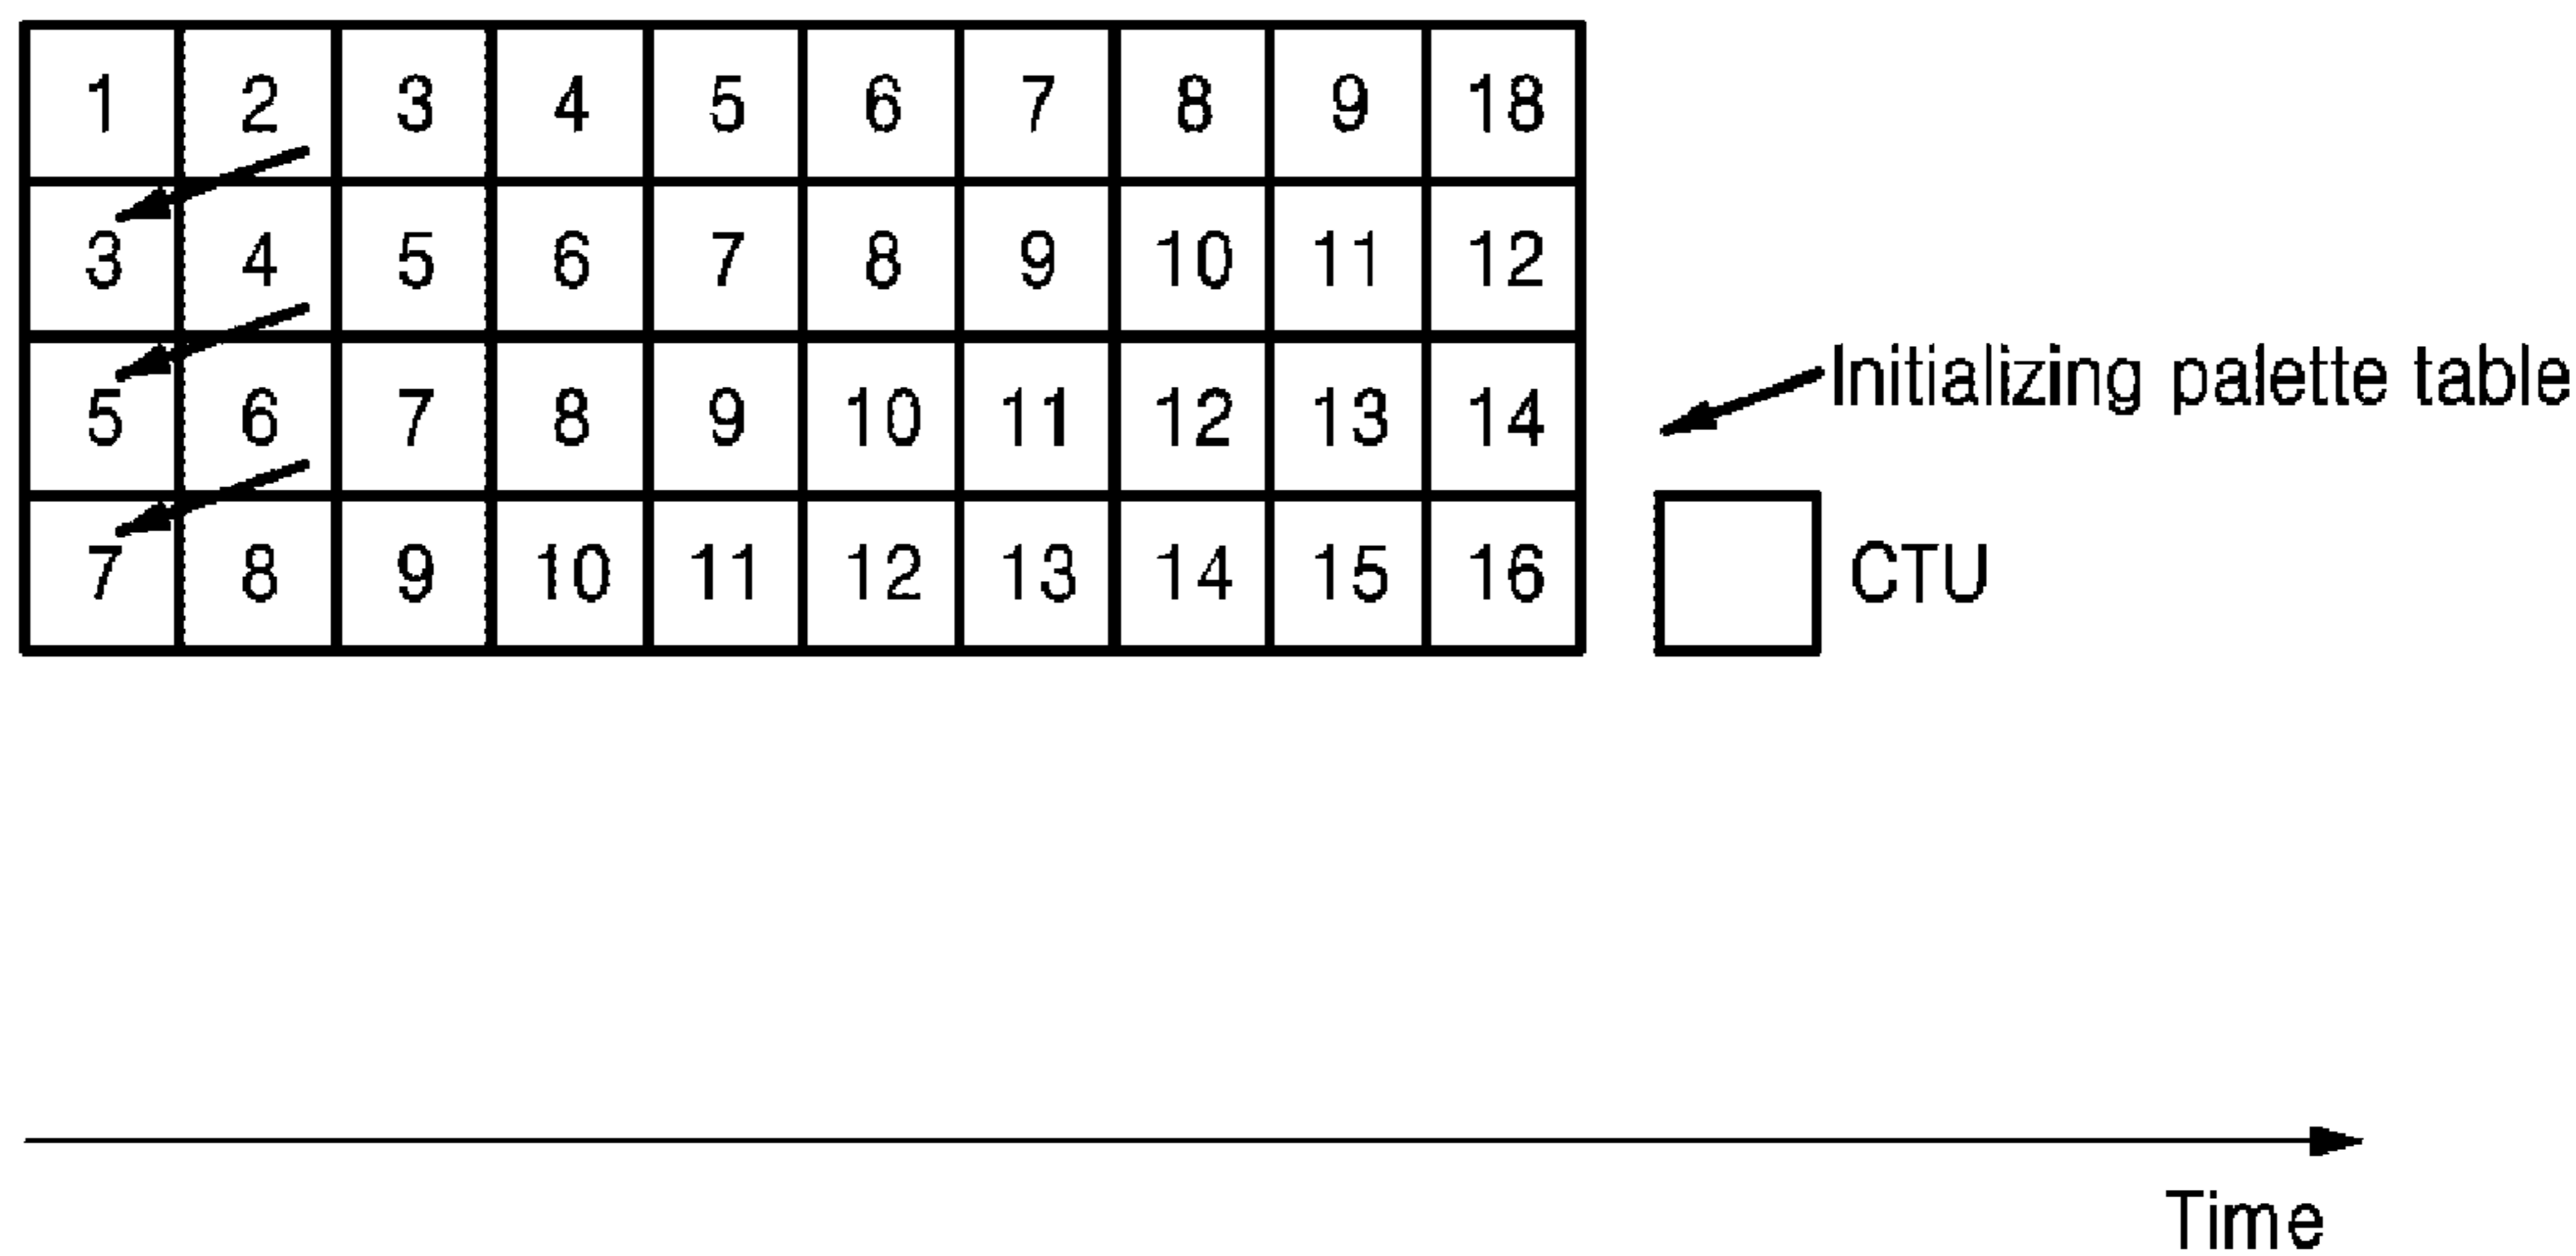 1 2 3 4 5 6 7 8 9 18
3 4 5 6 7 8 9 10 11 12
Initializing palette table
5 6 7 8 9 10 11 12 13 14
7 8 9 10 11 12 13 14 15 16
CTU
Time